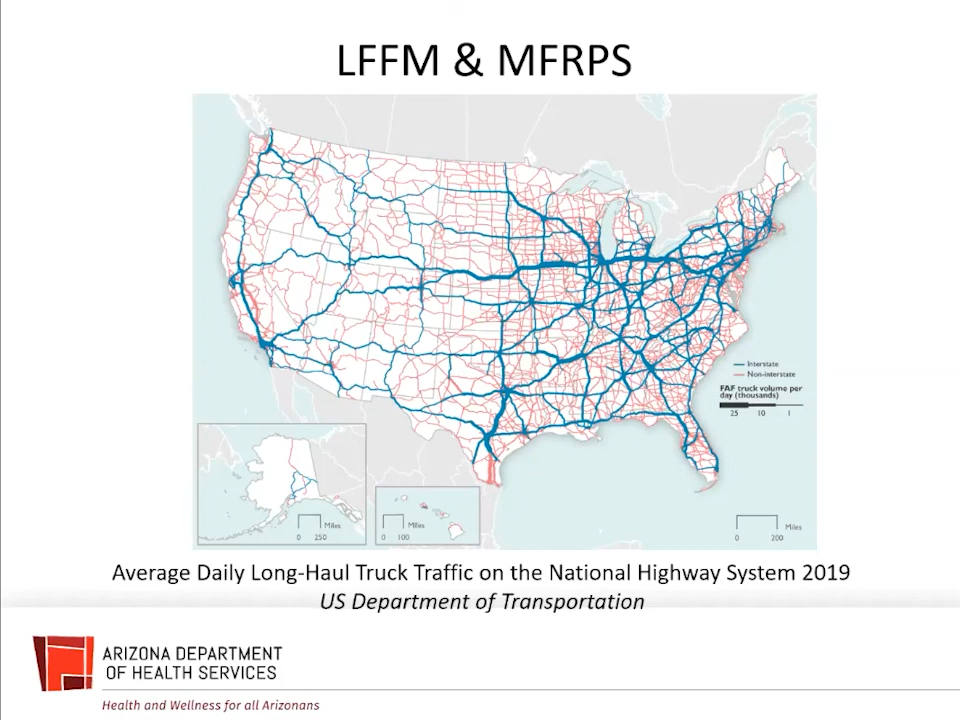 LFFM & MFRPS
Interstate
Non-interstate
FAF truck volume per
day (thousands)
25 10 1
Miles
0 250
Miles
0 100
Miles
0 200
Average Daily Long-Haul Truck Traffic on the National Highway System 2019
US Department of Transportation
ARIZONA DEPARTMENT
OF HEALTH SERVICES
Health and Wellness for all Arizonans